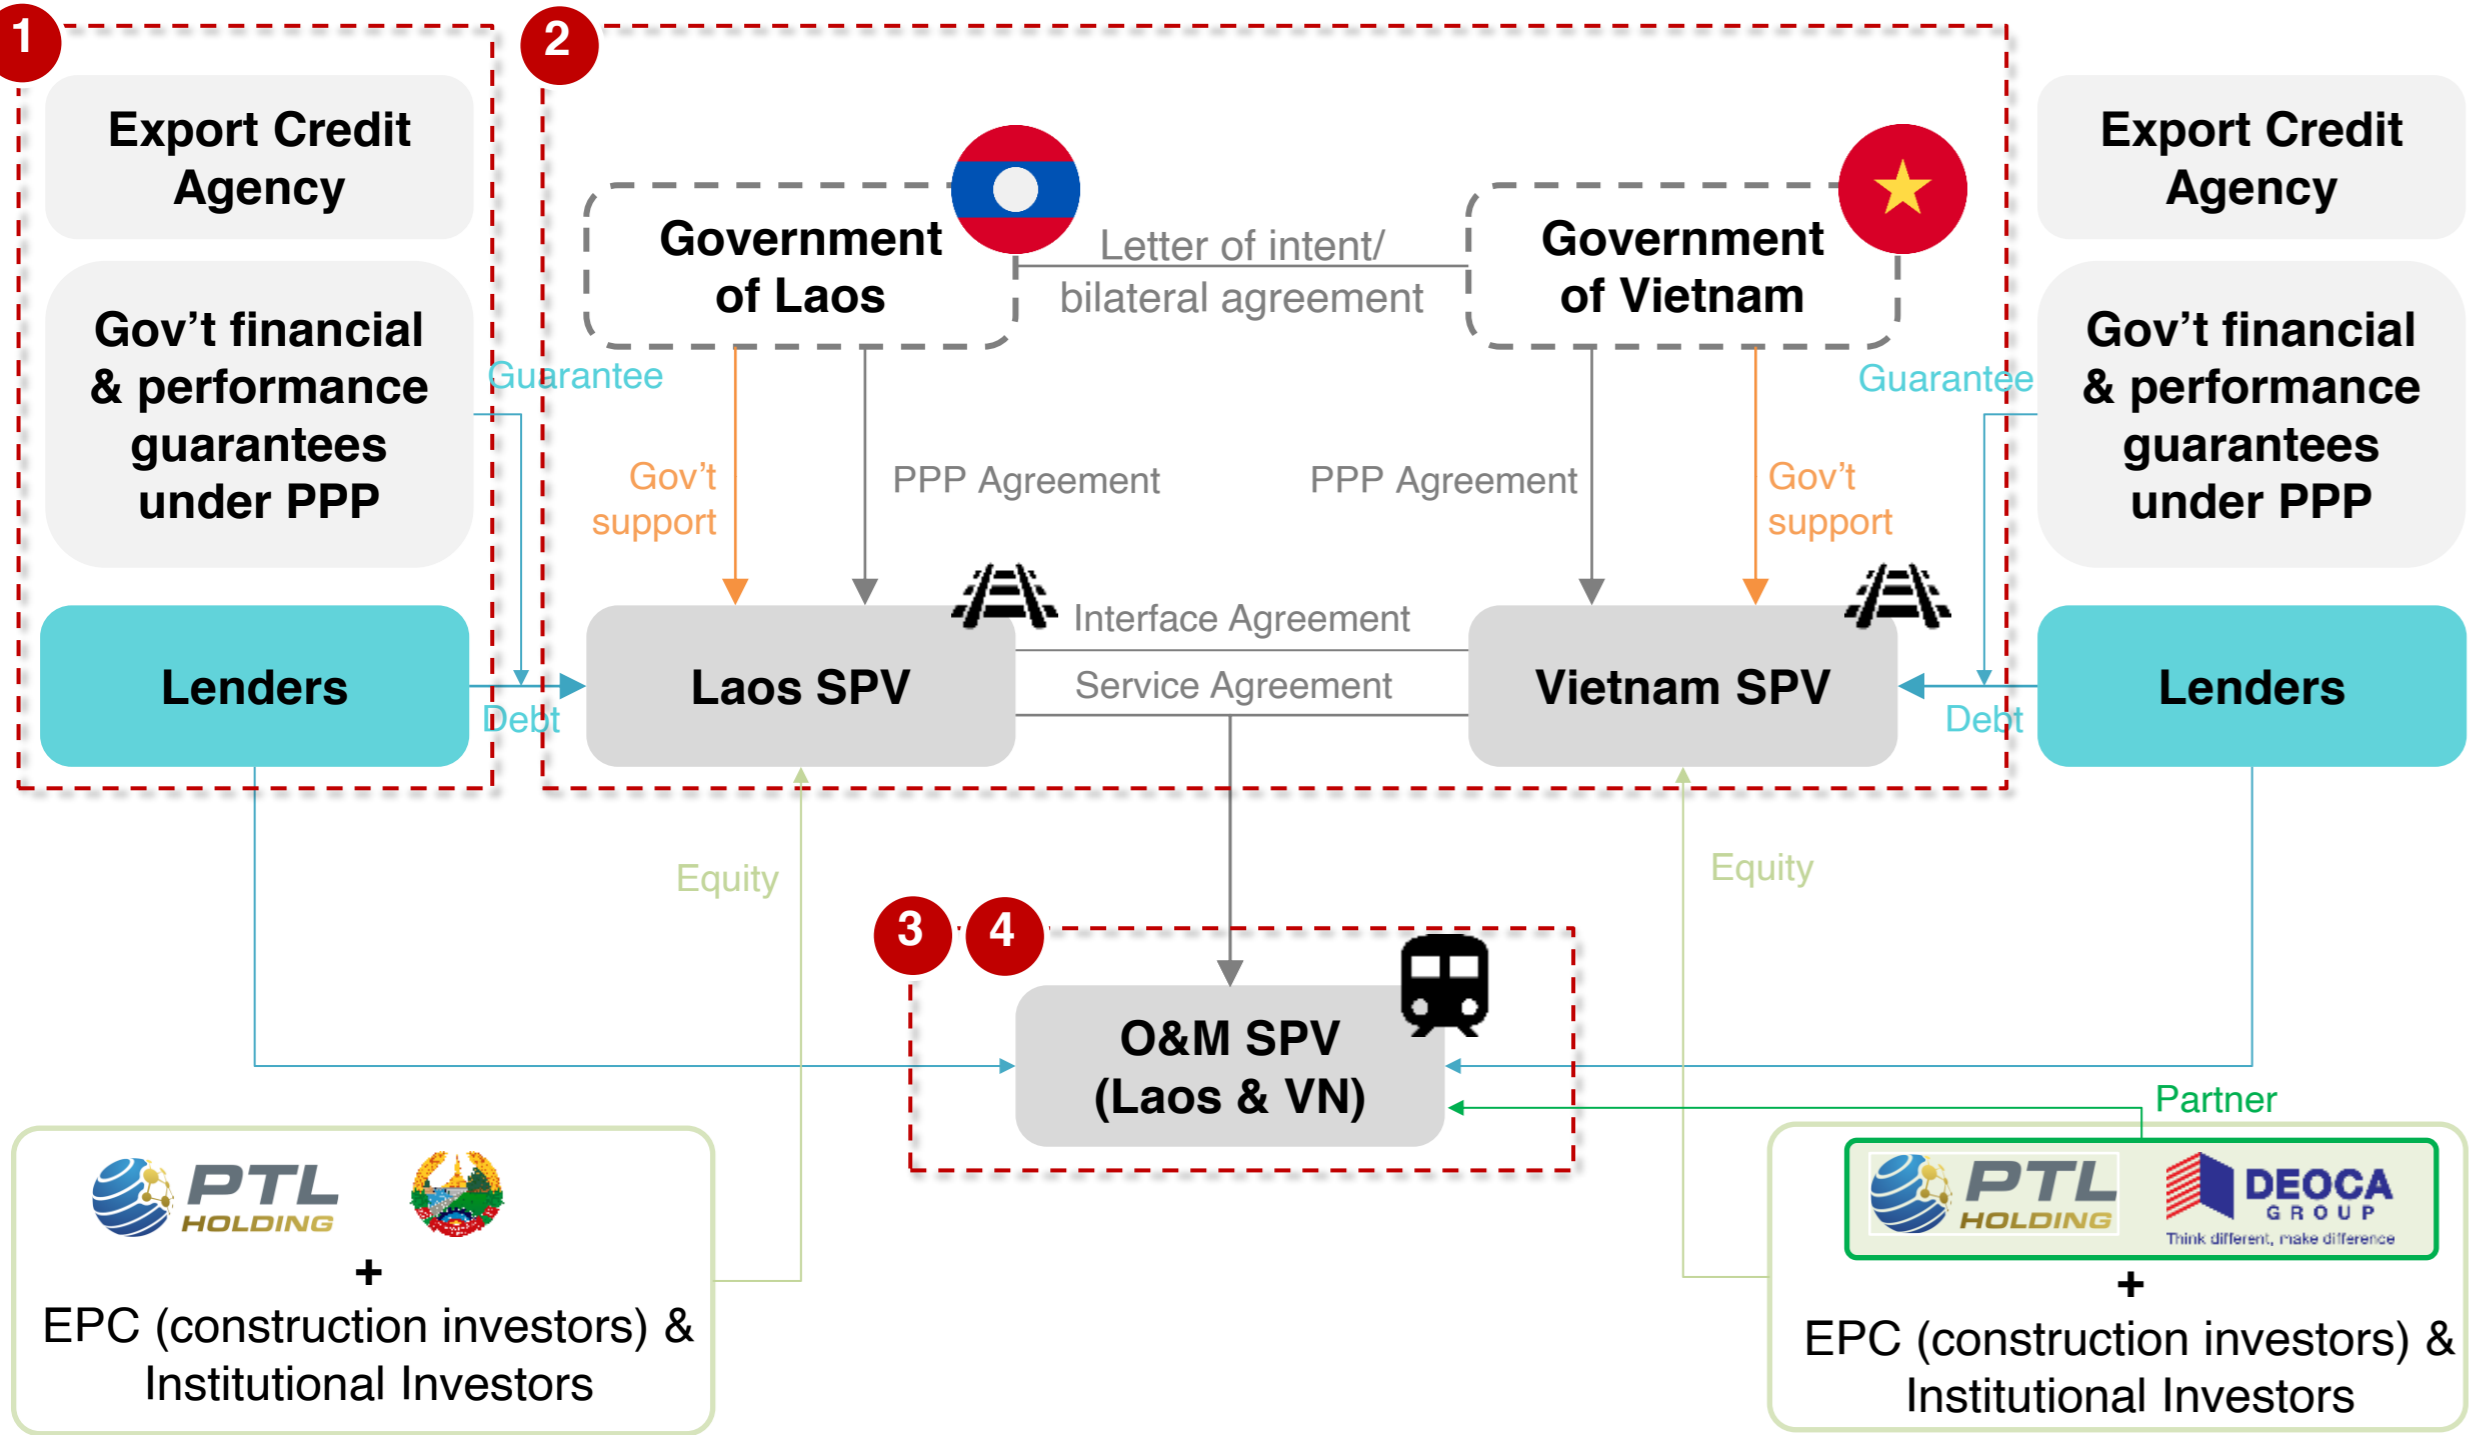 1
2
Export Credit
Agency
Gov’t financial
& performance
guarantees
under PPP
Lenders
Guarantee
Debt
Government
of Laos
Letter of intent/
bilateral agreement
Government
of Vietnam
Gov’t
support
PPP Agreement
PPP Agreement
Gov’t
support
Laos SPV
Interface Agreement
Service Agreement
Vietnam SPV
Export Credit
Agency
Gov’t financial
& performance
guarantees
under PPP
Lenders
Guarantee
Debt
Equity
Equity
3
4
O&M SPV
(Laos & VN)
Partner
PTL
HOLDING
+
EPC (construction investors) &
Institutional Investors
PTL
HOLDING
DEOCA
GROUP
Think different, make difference
+
EPC (construction investors) &
Institutional Investors